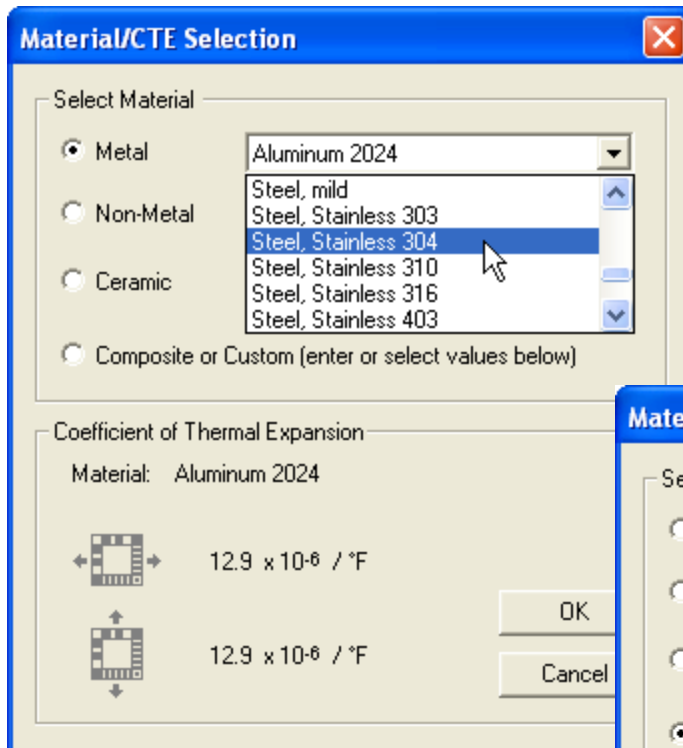 Material/CTE Selection
Select Material
Metal
Aluminum 2024
Steel, mild
Non-Metal
Steel, Stainless 303
Steel, Stainless 304
Ceramic
Steel, Stainless 310
Steel, Stainless 316
Steel, Stainless 403
Composite or Custom (enter or select values below)
Coefficient of Thermal Expansion
Material: Aluminum 2024
12.9 x 10-6 / °F
12.9 x 10-6 / °F
OK
Cancel
Mate
Se